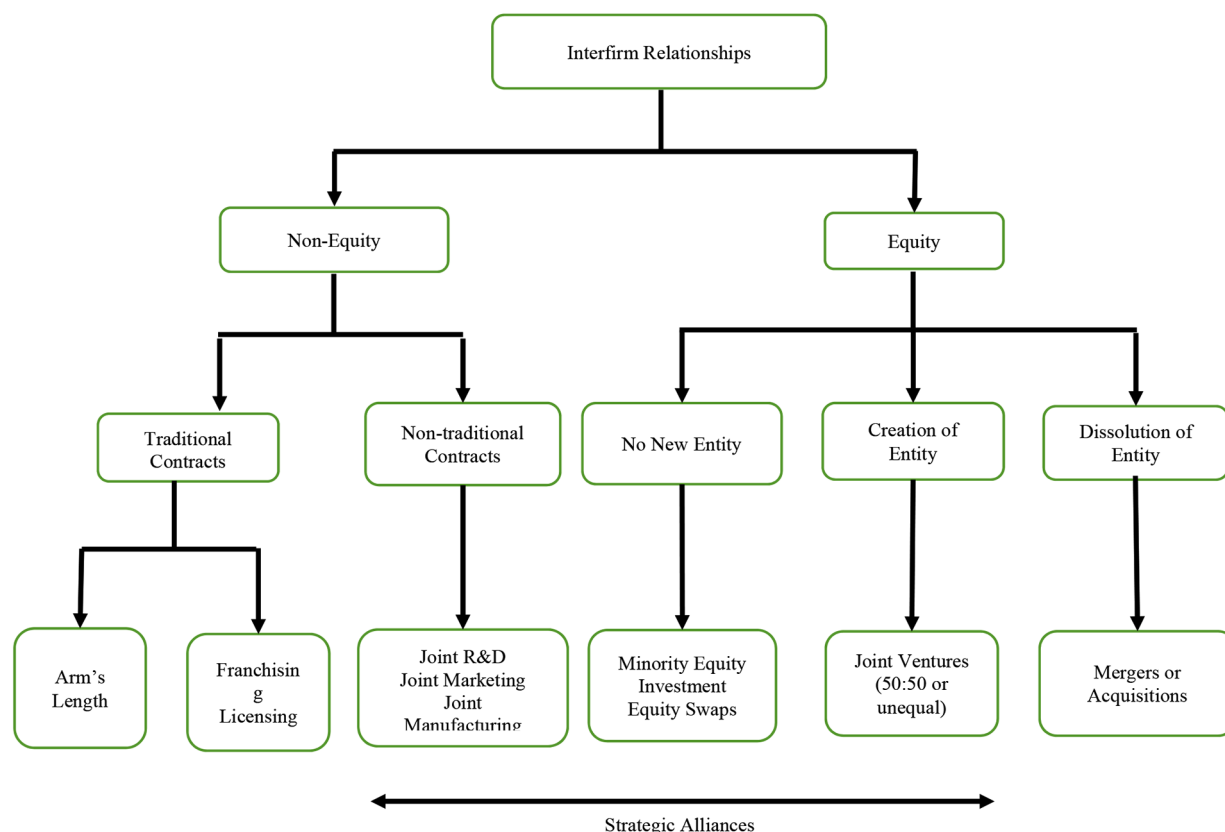 Interfirm Relationships
Non-Equity
Equity
Traditional
Contracts
Non-traditional
Contracts
No New Entity
Creation of
Entity
Dissolution of
Entity
Arm’s
Length
Franchisin
g
Licensing
Joint R&D
Joint Marketing
Joint
Manufacturing
Minority Equity
Investment
Equity Swaps
Joint Ventures
(50:50 or
unequal)
Mergers or
Acquisitions
Strategic Alliances